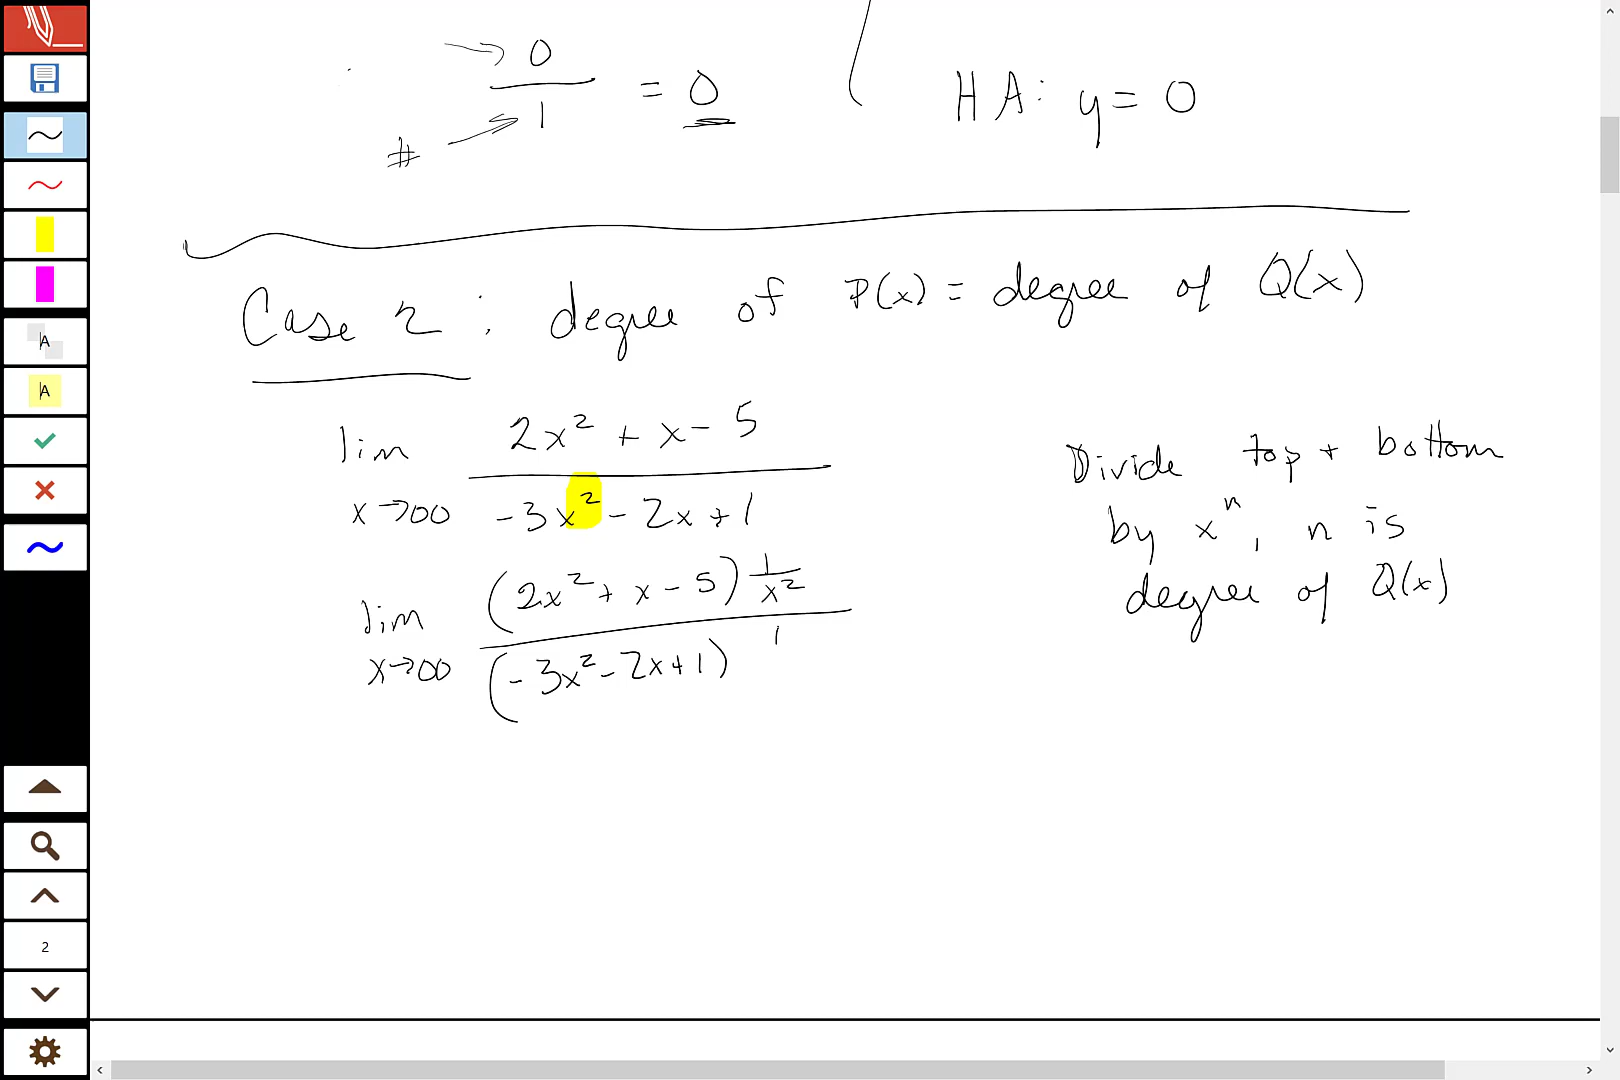 → 0
1 = 0
#
HA: y = 0
Case 2 : degree of P(x) = degree of Q(x)
lim 2x² + x - 5
x→∞ -3x² - 2x + 1
Divide top + bottom
by xⁿ, n is
degree of Q(x)
lim (2x² + x - 5) 1/x²
x→∞ (-3x² - 2x + 1) 1
A
A
2